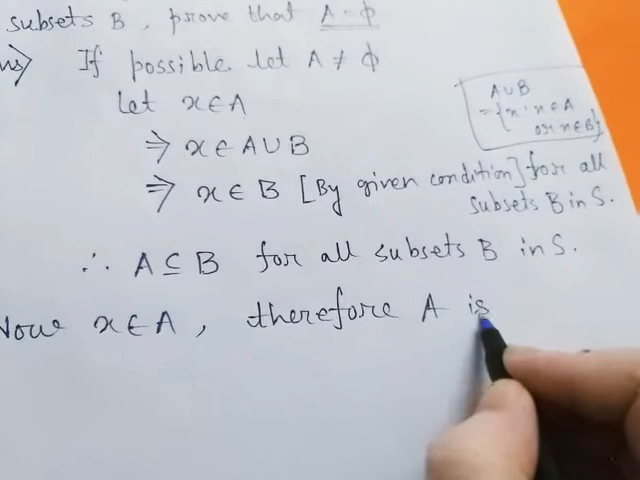 subsets B, prove that A = ϕ
ns⟩ If possible let A ≠ ϕ
Let x ∈ A
⇒ x ∈ A ∪ B
⇒ x ∈ B [By given condition] for all
subsets B in S.
A∪B
= {x : x ∈ A
or x ∈ B}
∴ A ⊆ B for all subsets B in S.
Now x ∈ A, therefore A is